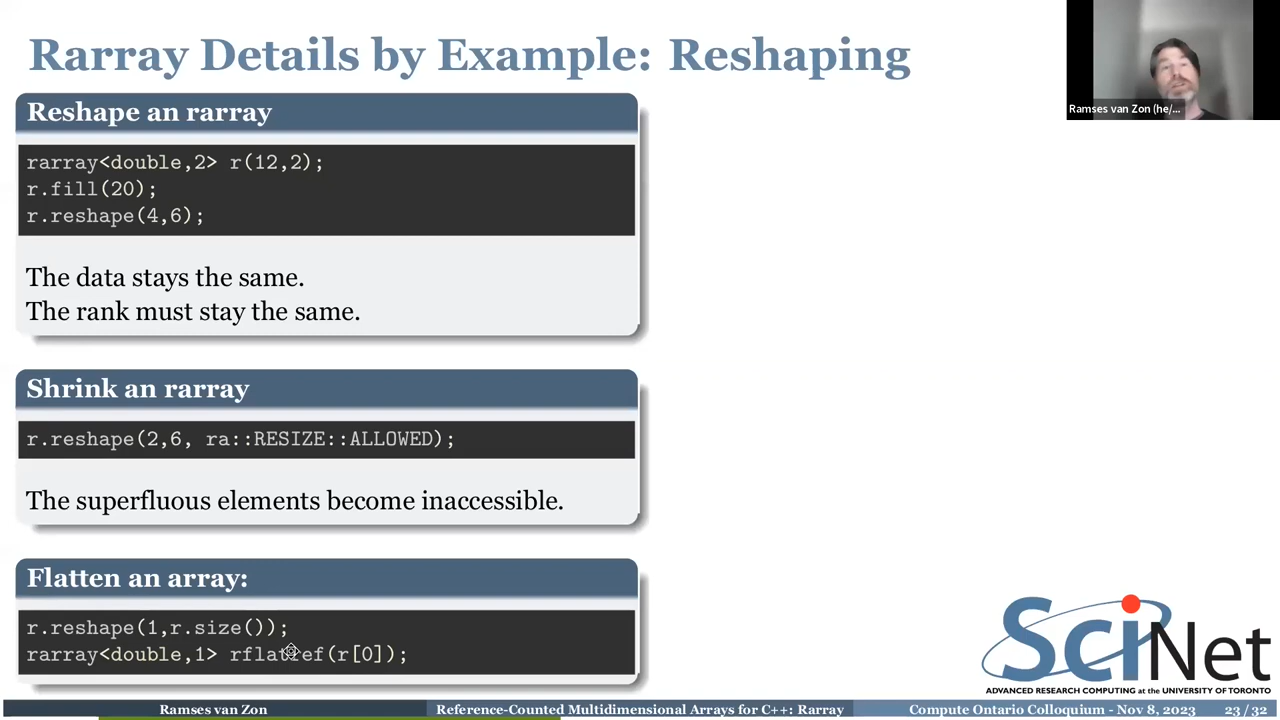 Rarray Details by Example: Reshaping
Ramses van Zon (he/...
Reshape an rarray
rarray<double,2> r(12,2);
r.fill(20);
r.reshape(4,6);
The data stays the same.
The rank must stay the same.
Shrink an rarray
r.reshape(2,6, ra::RESIZE::ALLOWED);
The superfluous elements become inaccessible.
Flatten an array:
r.reshape(1,r.size());
rarray<double,1> rflatref(r[0]);
SciNet
ADVANCED RESEARCH COMPUTING at the UNIVERSITY OF TORONTO
Ramses van Zon
Reference-Counted Multidimensional Arrays for C++: Rarray
Compute Ontario Colloquium - Nov 8, 2023
23 / 32